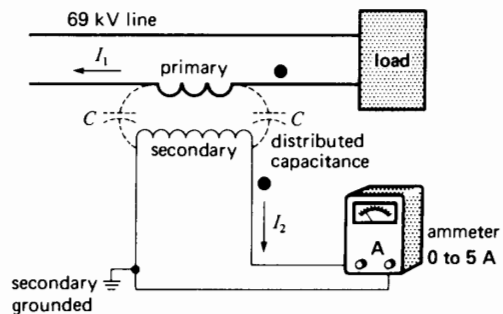 69 kV line
I₁
primary
load
C
C
secondary
distributed
capacitance
I₂
A
ammeter
0 to 5 A
secondary
grounded